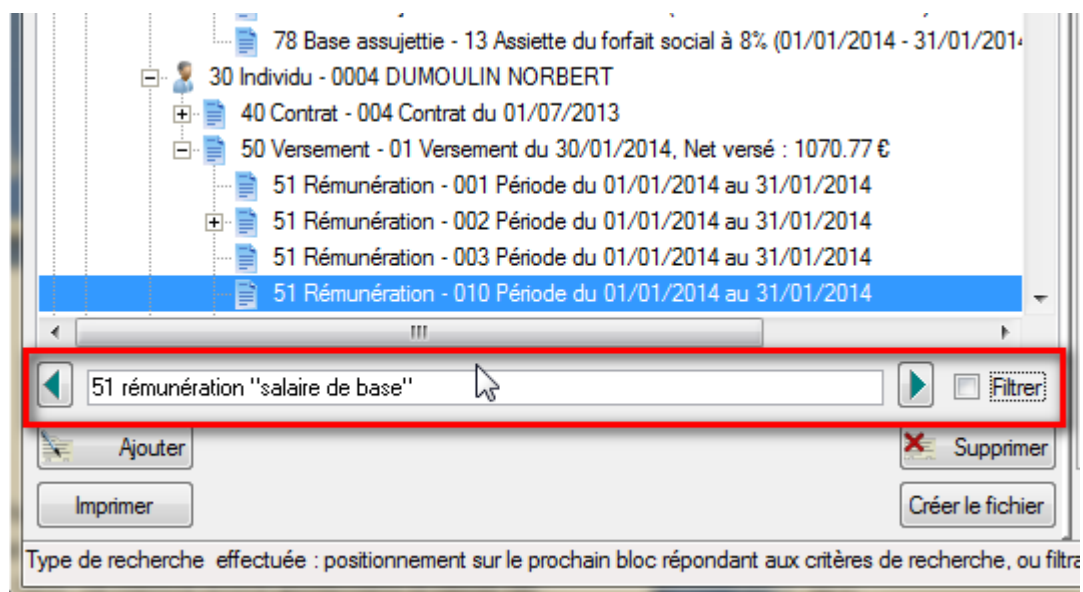 78 Base assujettie - 13 Assiette du forfait social à 8% (01/01/2014 - 31/01/201
30 Individu - 0004 DUMOULIN NORBERT
40 Contrat - 004 Contrat du 01/07/2013
50 Versement - 01 Versement du 30/01/2014, Net versé : 1070.77 €
51 Rémunération - 001 Période du 01/01/2014 au 31/01/2014
51 Rémunération - 002 Période du 01/01/2014 au 31/01/2014
51 Rémunération - 003 Période du 01/01/2014 au 31/01/2014
51 Rémunération - 010 Période du 01/01/2014 au 31/01/2014
51 rémunération "salaire de base" Filtrer
Ajouter Supprimer
Imprimer Créer le fichier
Type de recherche effectuée : positionnement sur le prochain bloc répondant aux critères de recherche, ou filtra